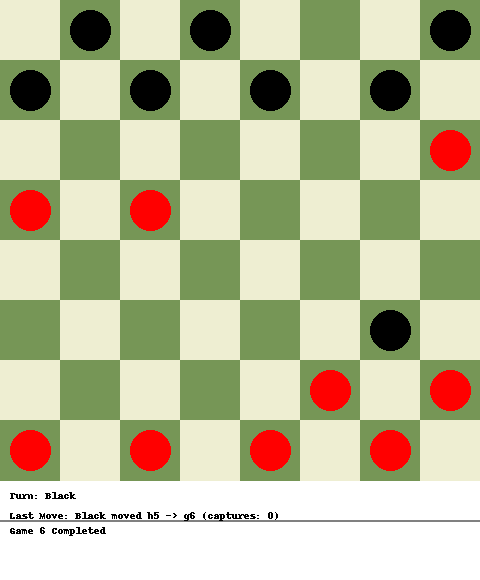 Turn: Black
Last Move: Black moved h5 -> g6 (captures: 0)
Game 6 Completed